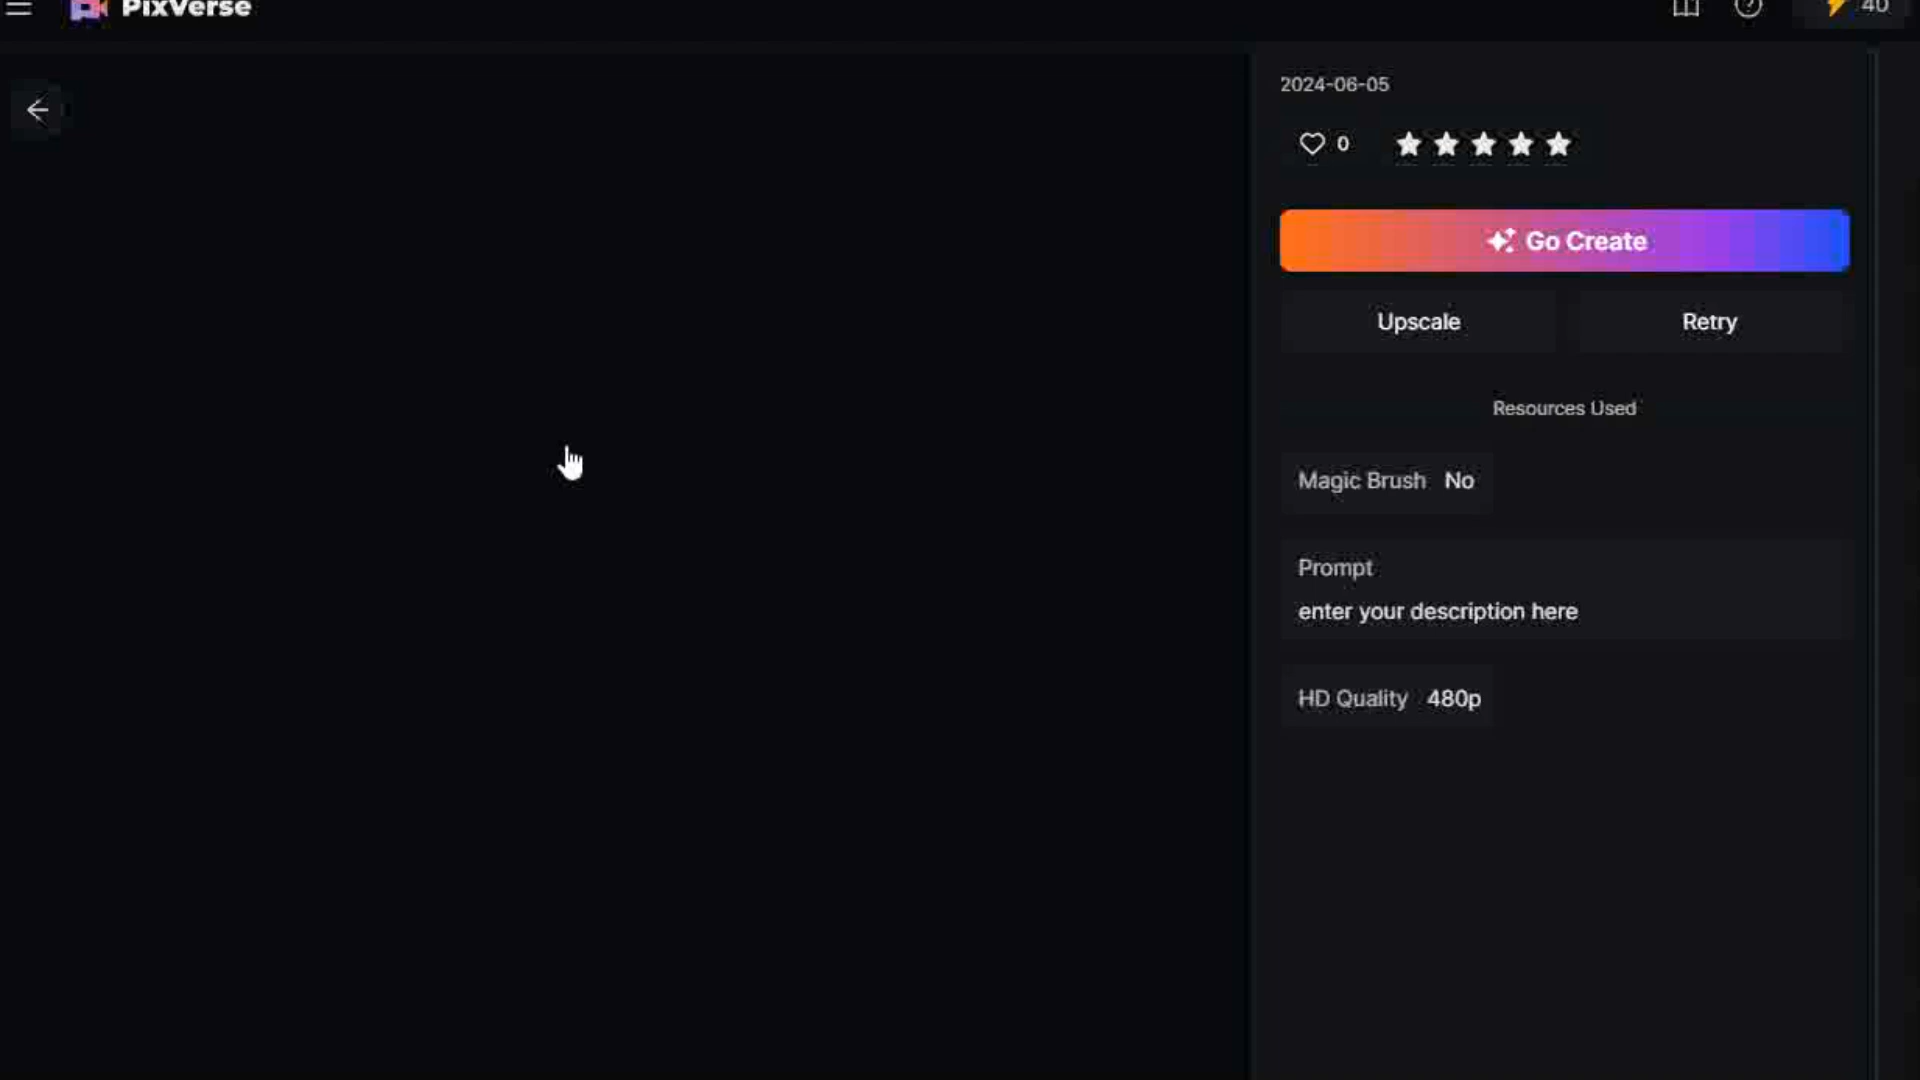 PixVerse
40
2024-06-05
0
Go Create
Upscale
Retry
Resources Used
Magic Brush No
Prompt
enter your description here
HD Quality 480p